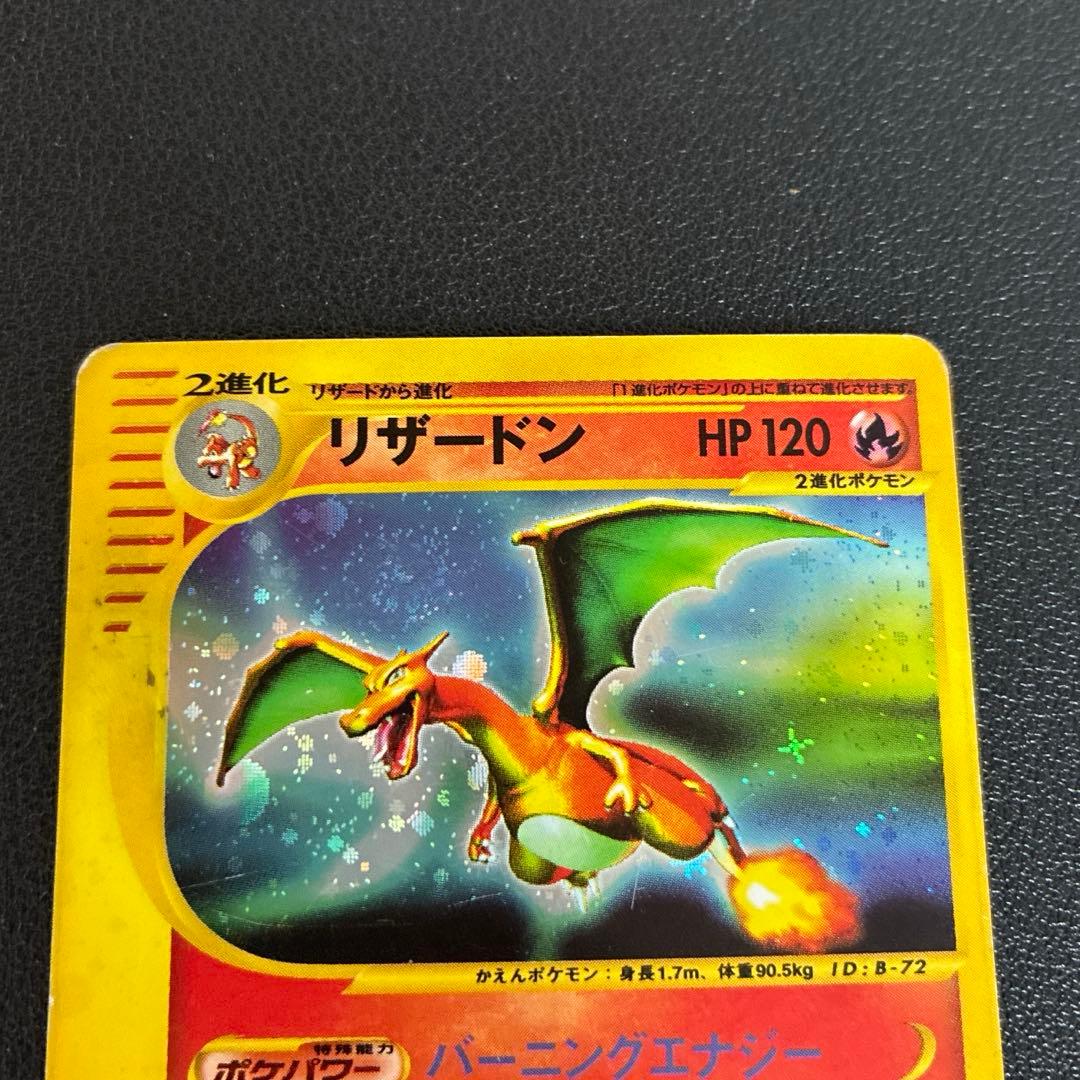 2進化 リザードから進化 「1進化ポケモン」の上に重ねて進化させます。
リザードン HP 120
2進化ポケモン
かえんポケモン：身長1.7m、体重90.5kg ID：B-72
特殊能力
ポケパワー バーニングエナジー